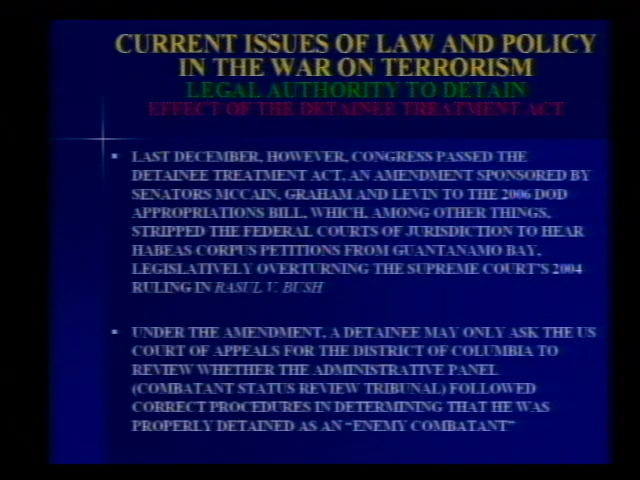 CURRENT ISSUES OF LAW AND POLICY
IN THE WAR ON TERRORISM
LEGAL AUTHORITY TO DETAIN
EFFECT OF THE DETAINEE TREATMENT ACT
LAST DECEMBER, HOWEVER, CONGRESS PASSED THE
DETAINEE TREATMENT ACT, AN AMENDMENT SPONSORED BY
SENATORS MCCAIN, GRAHAM AND LEVIN TO THE 2006 DOD
APPROPRIATIONS BILL, WHICH, AMONG OTHER THINGS,
STRIPPED THE FEDERAL COURTS OF JURISDICTION TO HEAR
HABEAS CORPUS PETITIONS FROM GUANTANAMO BAY,
LEGISLATIVELY OVERTURNING THE SUPREME COURT'S 2004
RULING IN RASUL V. BUSH
UNDER THE AMENDMENT, A DETAINEE MAY ONLY ASK THE US
COURT OF APPEALS FOR THE DISTRICT OF COLUMBIA TO
REVIEW WHETHER THE ADMINISTRATIVE PANEL
(COMBATANT STATUS REVIEW TRIBUNAL) FOLLOWED
CORRECT PROCEDURES IN DETERMINING THAT HE WAS
PROPERLY DETAINED AS AN "ENEMY COMBATANT"